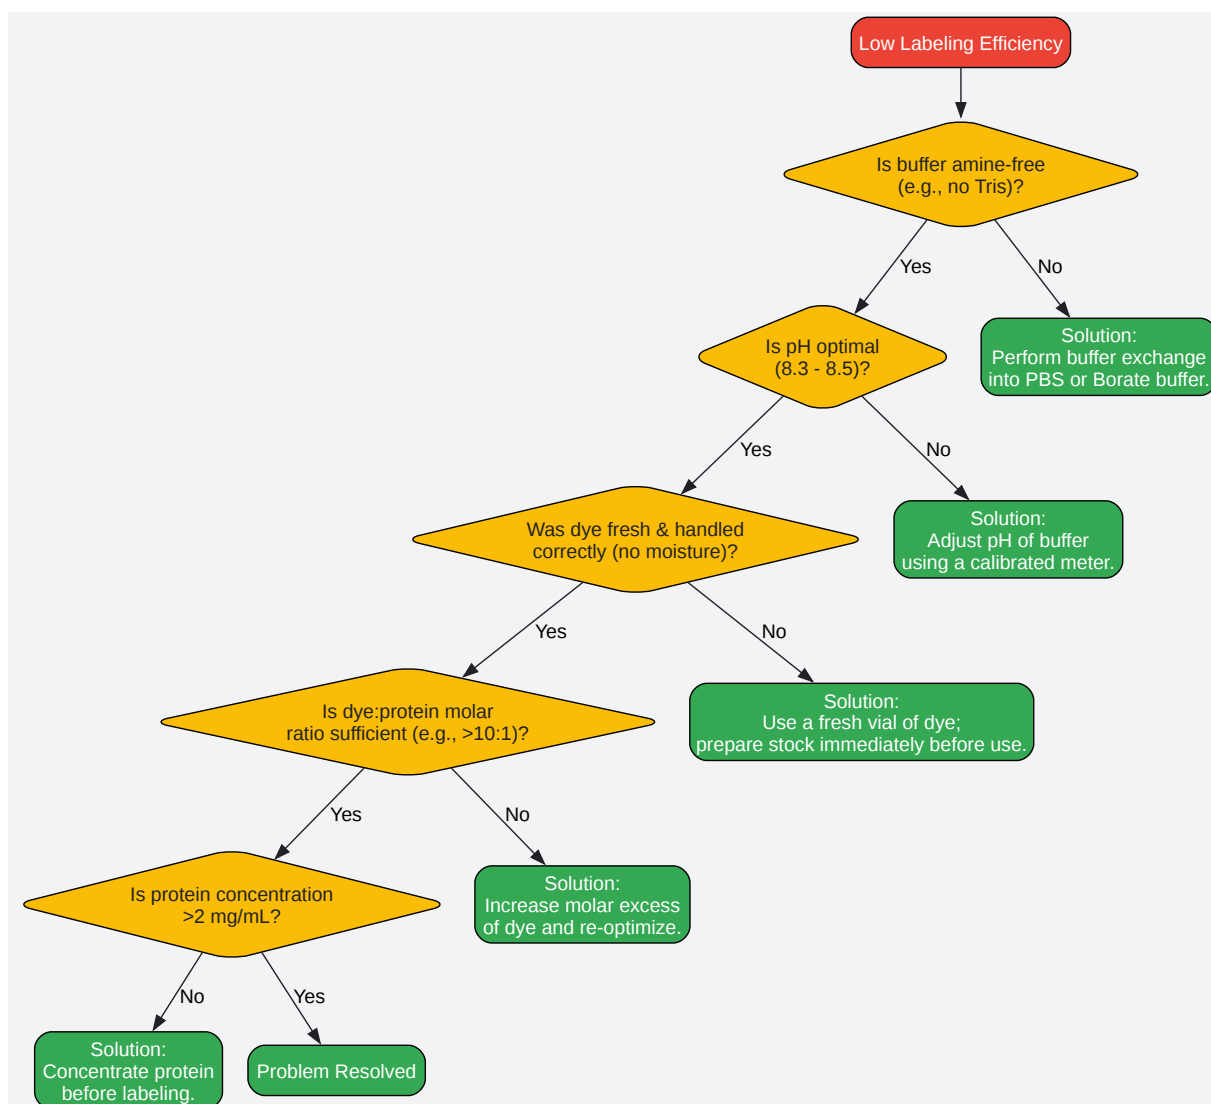 Low Labeling Efficiency
Is buffer amine-free
(e.g., no Tris)?
Yes
No
Is pH optimal
(8.3 - 8.5)?
Solution:
Perform buffer exchange
into PBS or Borate buffer.
Yes
No
Was dye fresh & handled
correctly (no moisture)?
Solution:
Adjust pH of buffer
using a calibrated meter.
Yes
No
Is dye:protein molar
ratio sufficient (e.g., >10:1)?
Solution:
Use a fresh vial of dye;
prepare stock immediately before use.
Yes
No
Is protein concentration
>2 mg/mL?
Solution:
Increase molar excess
of dye and re-optimize.
No
Yes
Solution:
Concentrate protein
before labeling.
Problem Resolved